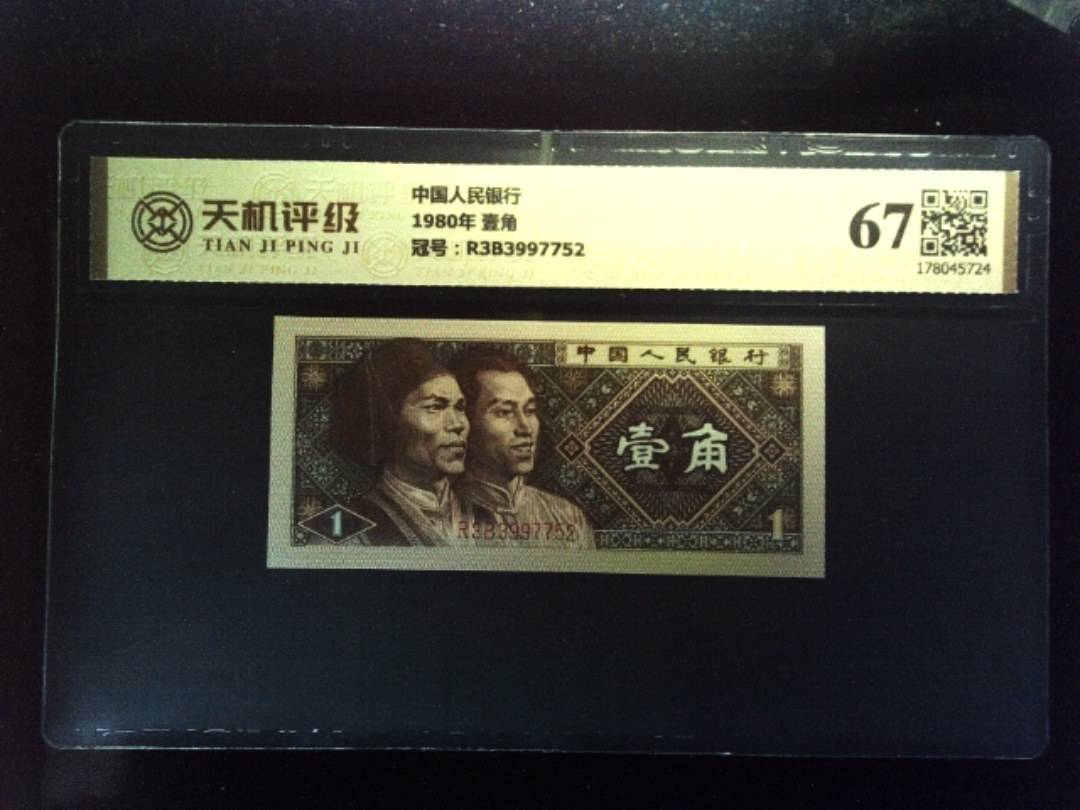 天机评级
TIAN JI PING JI
中国人民银行
1980年 壹角
冠号：R3B3997752
67
178045724
中国人民银行
壹角
1
R3B3997752
1